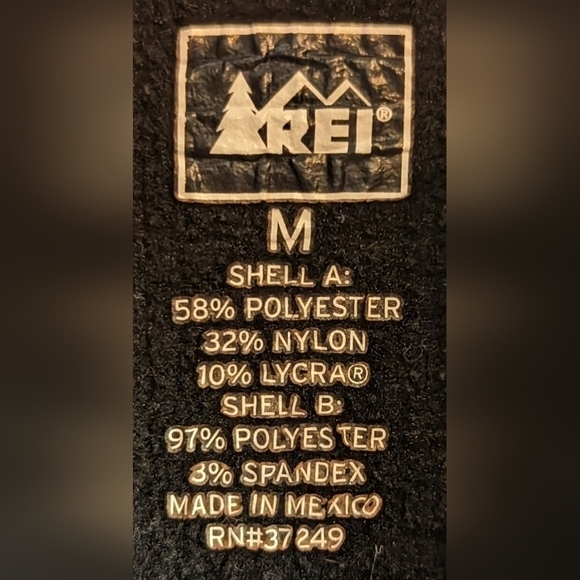 REI®
M
SHELL A:
58% POLYESTER
32% NYLON
10% LYCRA®
SHELL B:
97% POLYESTER
3% SPANDEX
MADE IN MEXICO
RN#37249